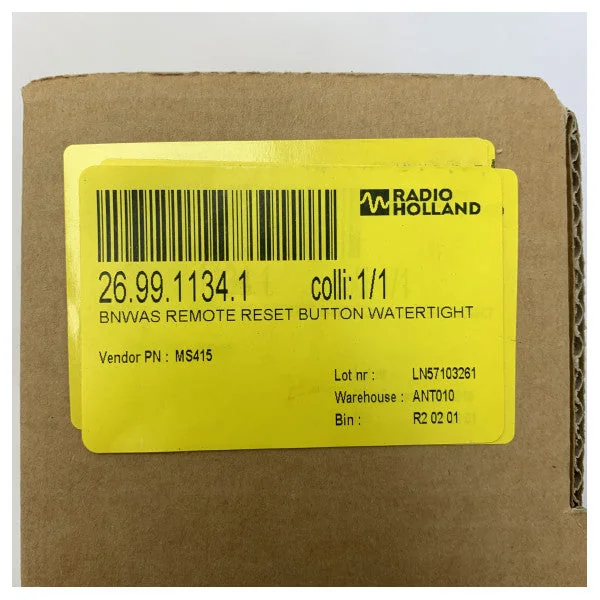 RADIO
HOLLAND
26.99.1134.1 colli: 1/1
BNWAS REMOTE RESET BUTTON WATERTIGHT
Vendor PN : MS415
Lot nr : LN57103261
Warehouse : ANT010
Bin : R2 02 01